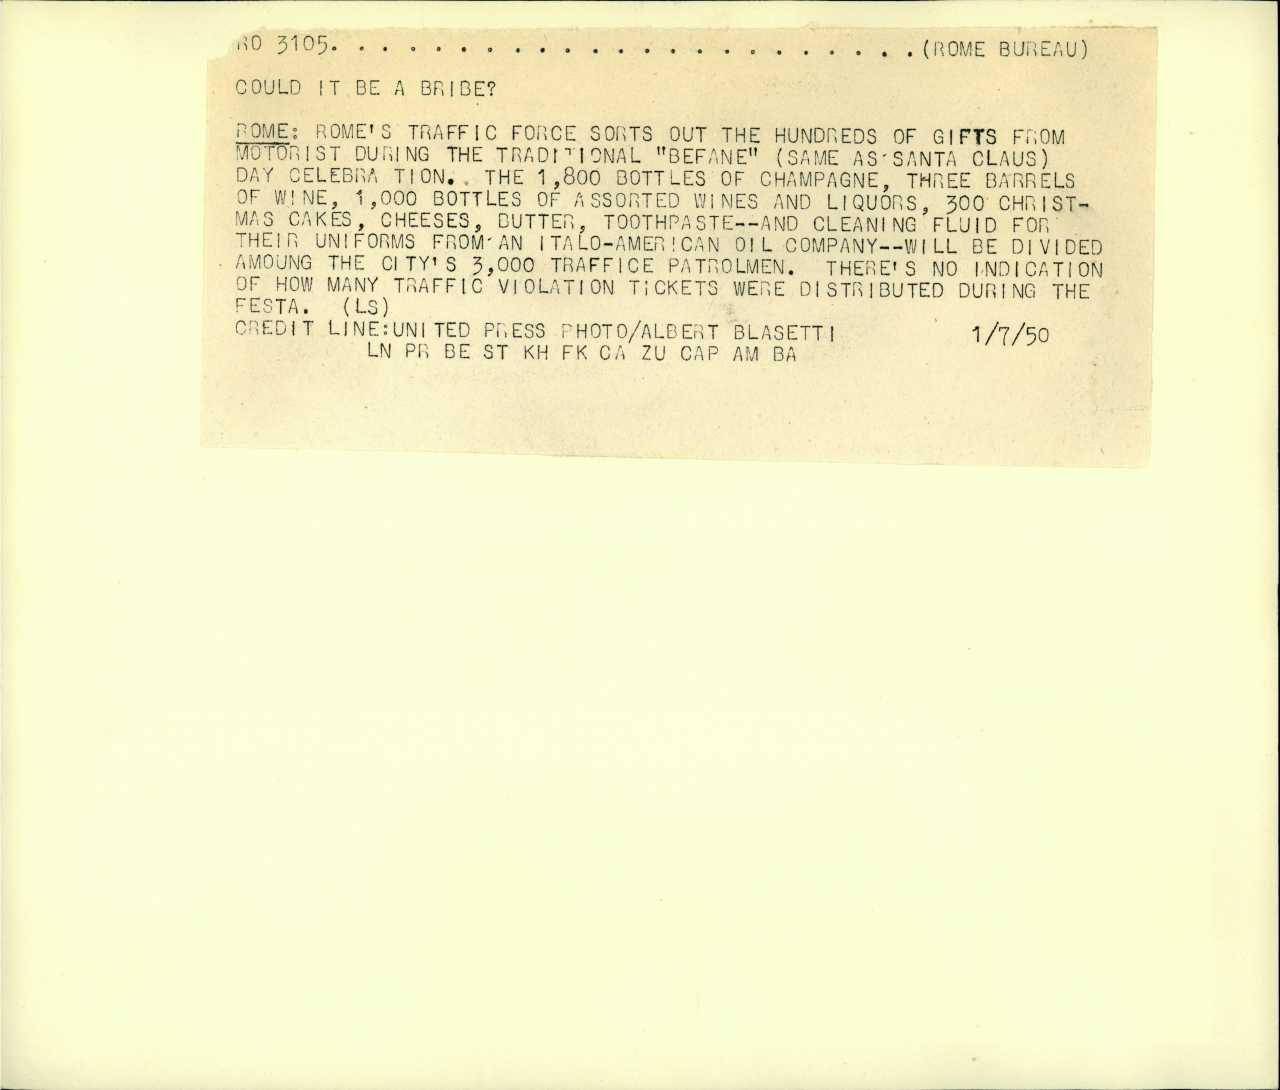 RO 3105. . . . . . . . . . . . . . . . . . . . . . . (ROME BUREAU)
COULD IT BE A BRIBE?
ROME: ROME'S TRAFFIC FORCE SORTS OUT THE HUNDREDS OF GIFTS FROM
MOTORIST DURING THE TRADITIONAL "BEFANE" (SAME AS SANTA CLAUS)
DAY CELEBRA TION. THE 1,800 BOTTLES OF CHAMPAGNE, THREE BARRELS
OF WINE, 1,000 BOTTLES OF ASSORTED WINES AND LIQUORS, 300 CHRIST-
MAS CAKES, CHEESES, BUTTER, TOOTHPASTE--AND CLEANING FLUID FOR
THEIR UNIFORMS FROM AN ITALO-AMERICAN OIL COMPANY--WILL BE DIVIDED
AMOUNG THE CITY'S 3,000 TRAFFICE PATROLMEN. THERE'S NO INDICATION
OF HOW MANY TRAFFIC VIOLATION TICKETS WERE DISTRIBUTED DURING THE
FESTA. (LS)
CREDIT LINE:UNITED PRESS PHOTO/ALBERT BLASETTI 1/7/50
LN PR BE ST KH FK CA ZU CAP AM BA